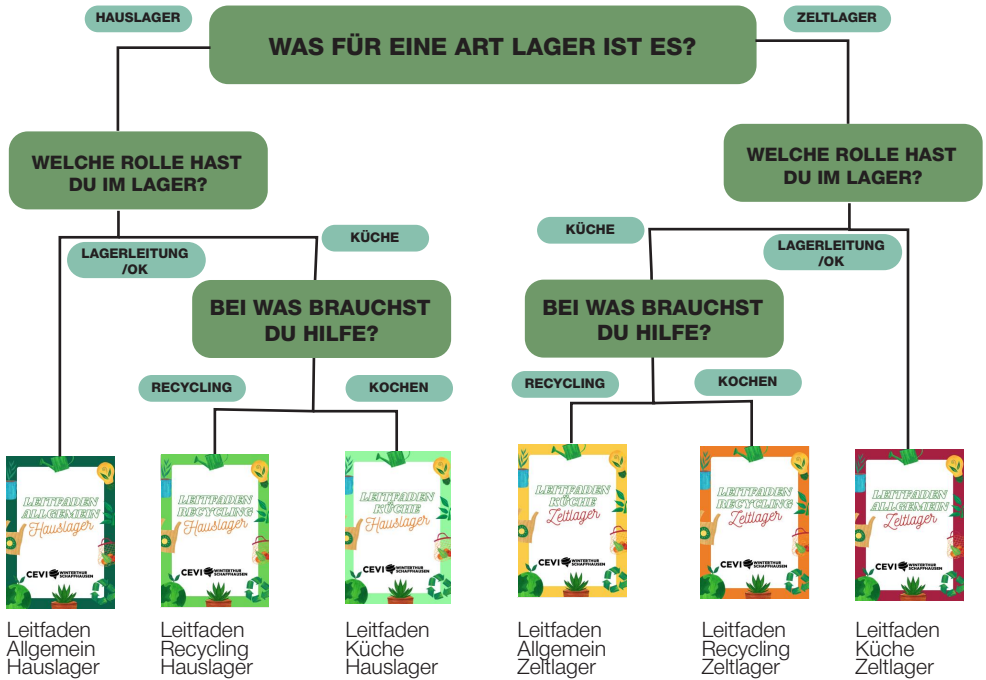 HAUSLAGER
ZELTLAGER
WAS FÜR EINE ART LAGER IST ES?
WELCHE ROLLE HAST
DU IM LAGER?
WELCHE ROLLE HAST
DU IM LAGER?
LAGERLEITUNG
/OK
KÜCHE
KÜCHE
LAGERLEITUNG
/OK
BEI WAS BRAUCHST
DU HILFE?
BEI WAS BRAUCHST
DU HILFE?
RECYCLING
KOCHEN
RECYCLING
KOCHEN
LEITFADEN
ALLGEMEIN
Hauslager
CEVI WINTERTHUR
SCHAFFHAUSEN
LEITFADEN
RECYCLING
Hauslager
CEVI WINTERTHUR
SCHAFFHAUSEN
LEITFADEN
KÜCHE
Hauslager
CEVI WINTERTHUR
SCHAFFHAUSEN
LEITFADEN
KÜCHE
Zeltlager
CEVI WINTERTHUR
SCHAFFHAUSEN
LEITFADEN
RECYCLING
Zeltlager
CEVI WINTERTHUR
SCHAFFHAUSEN
LEITFADEN
ALLGEMEIN
Zeltlager
CEVI WINTERTHUR
SCHAFFHAUSEN
Leitfaden
Allgemein
Hauslager
Leitfaden
Recycling
Hauslager
Leitfaden
Küche
Hauslager
Leitfaden
Allgemein
Zeltlager
Leitfaden
Recycling
Zeltlager
Leitfaden
Küche
Zeltlager